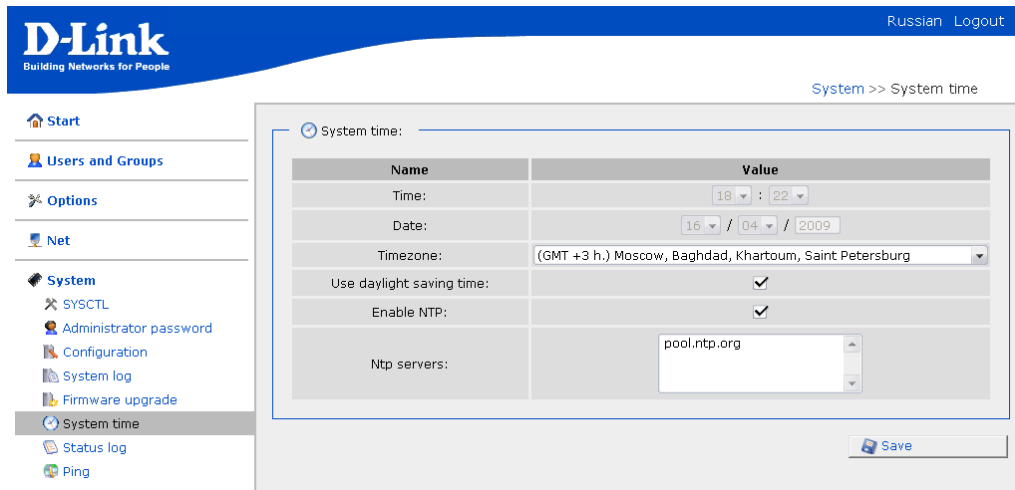 Russian Logout
D-Link
Building Networks for People
System >> System time
Start
Users and Groups
Options
Net
System
SYSCTL
Administrator password
Configuration
System log
Firmware upgrade
System time
Status log
Ping
System time:
Name Value
Time: 18 : 22
Date: 16 / 04 / 2009
Timezone: (GMT +3 h.) Moscow, Baghdad, Khartoum, Saint Petersburg
Use daylight saving time:
Enable NTP:
Ntp servers: pool.ntp.org
Save